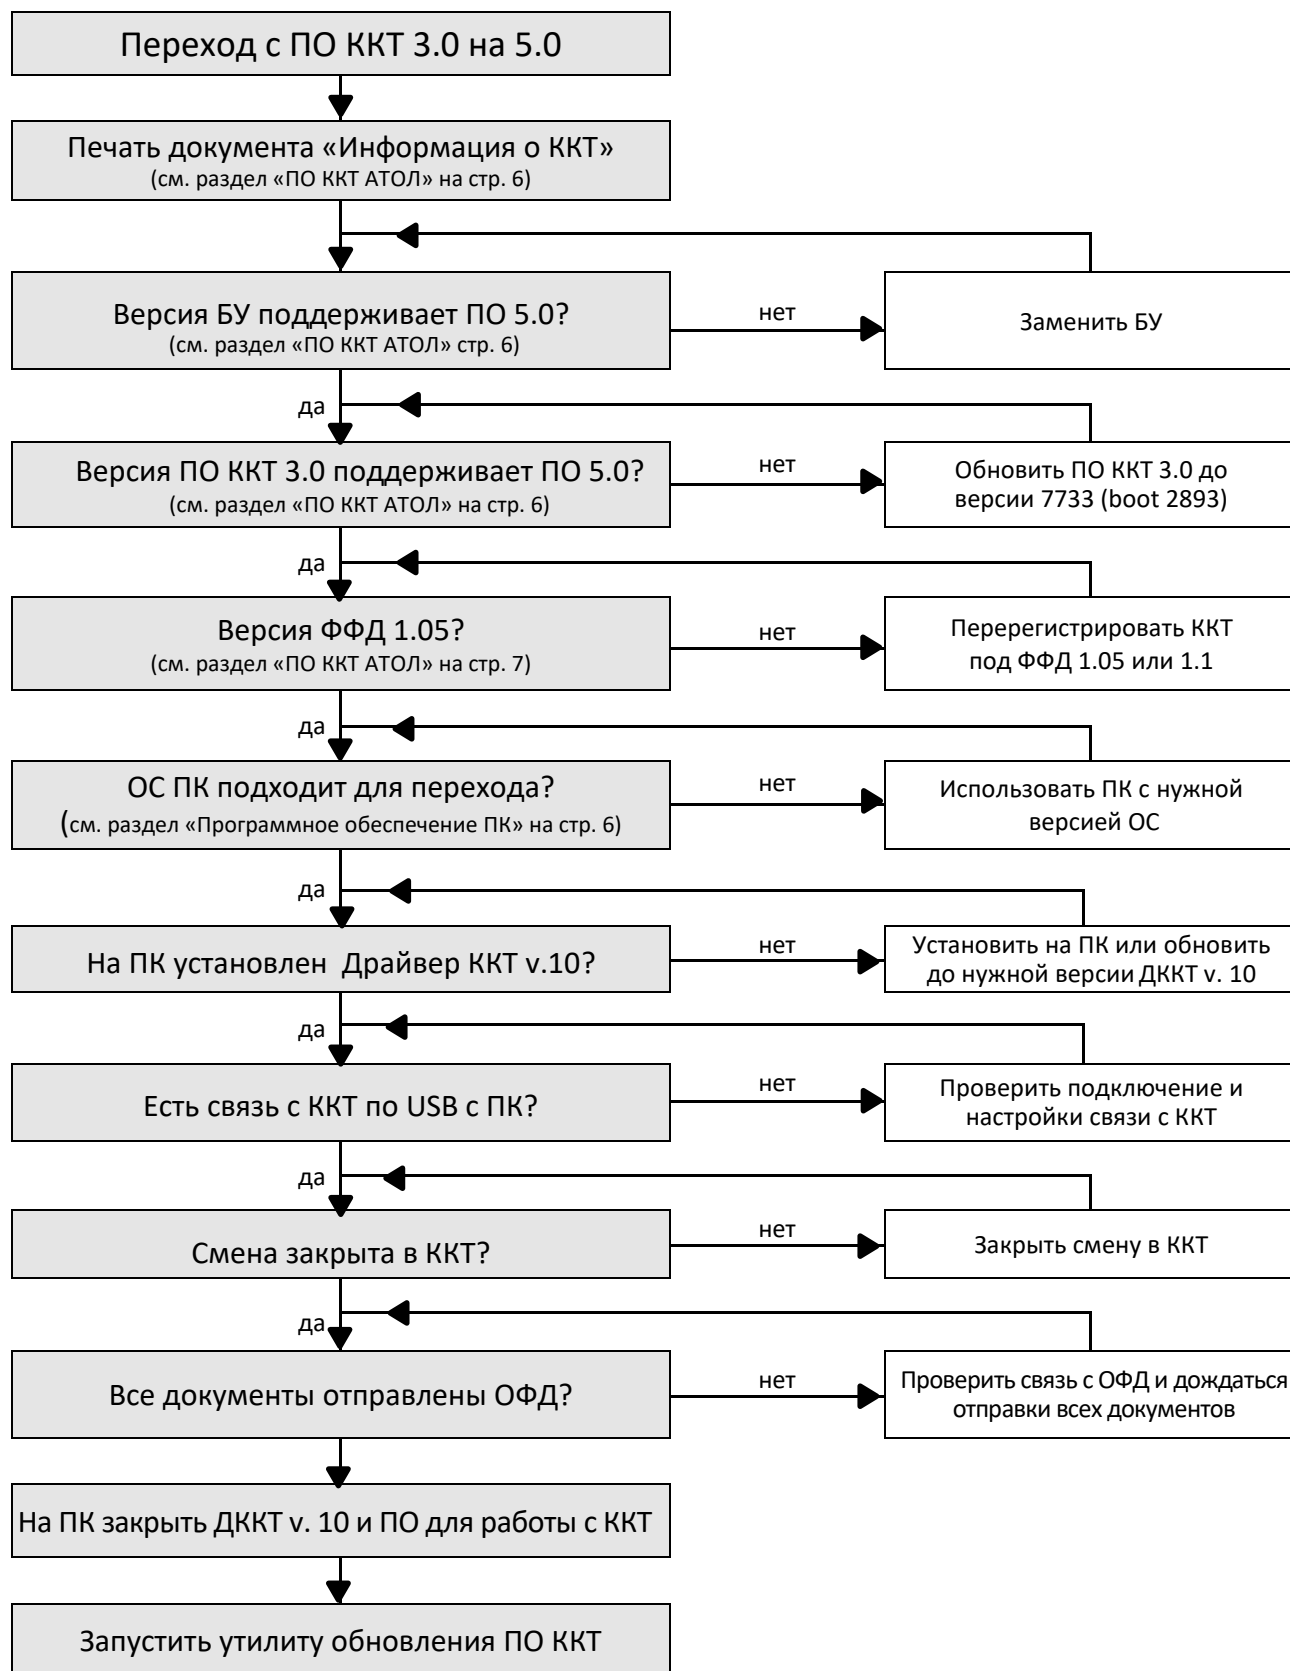 Переход с ПО ККТ 3.0 на 5.0
Печать документа «Информация о ККТ»
(см. раздел «ПО ККТ АТОЛ» на стр. 6)
Версия БУ поддерживает ПО 5.0?
(см. раздел «ПО ККТ АТОЛ» стр. 6)
нет
Заменить БУ
да
Версия ПО ККТ 3.0 поддерживает ПО 5.0?
(см. раздел «ПО ККТ АТОЛ» на стр. 6)
нет
Обновить ПО ККТ 3.0 до
версии 7733 (boot 2893)
да
Версия ФФД 1.05?
(см. раздел «ПО ККТ АТОЛ» на стр. 7)
нет
Перерегистрировать ККТ
под ФФД 1.05 или 1.1
да
ОС ПК подходит для перехода?
(см. раздел «Программное обеспечение ПК» на стр. 6)
нет
Использовать ПК с нужной
версией ОС
да
На ПК установлен Драйвер ККТ v.10?
нет
Установить на ПК или обновить
до нужной версии ДККТ v. 10
да
Есть связь с ККТ по USB с ПК?
нет
Проверить подключение и
настройки связи с ККТ
да
Смена закрыта в ККТ?
нет
Закрыть смену в ККТ
да
Все документы отправлены ОФД?
нет
Проверить связь с ОФД и дождаться
отправки всех документов
На ПК закрыть ДККТ v. 10 и ПО для работы с ККТ
Запустить утилиту обновления ПО ККТ